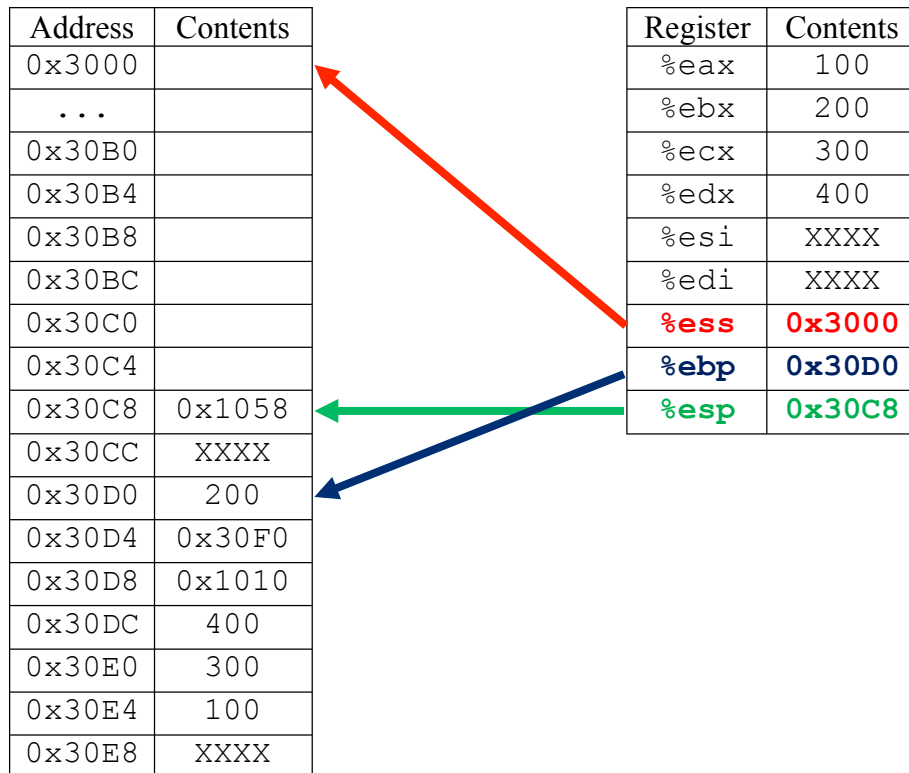 Address Contents
0x3000
...
0x30B0
0x30B4
0x30B8
0x30BC
0x30C0
0x30C4
0x30C8 0x1058
0x30CC XXXX
0x30D0 200
0x30D4 0x30F0
0x30D8 0x1010
0x30DC 400
0x30E0 300
0x30E4 100
0x30E8 XXXX
Register Contents
%eax 100
%ebx 200
%ecx 300
%edx 400
%esi XXXX
%edi XXXX
%ess 0x3000
%ebp 0x30D0
%esp 0x30C8